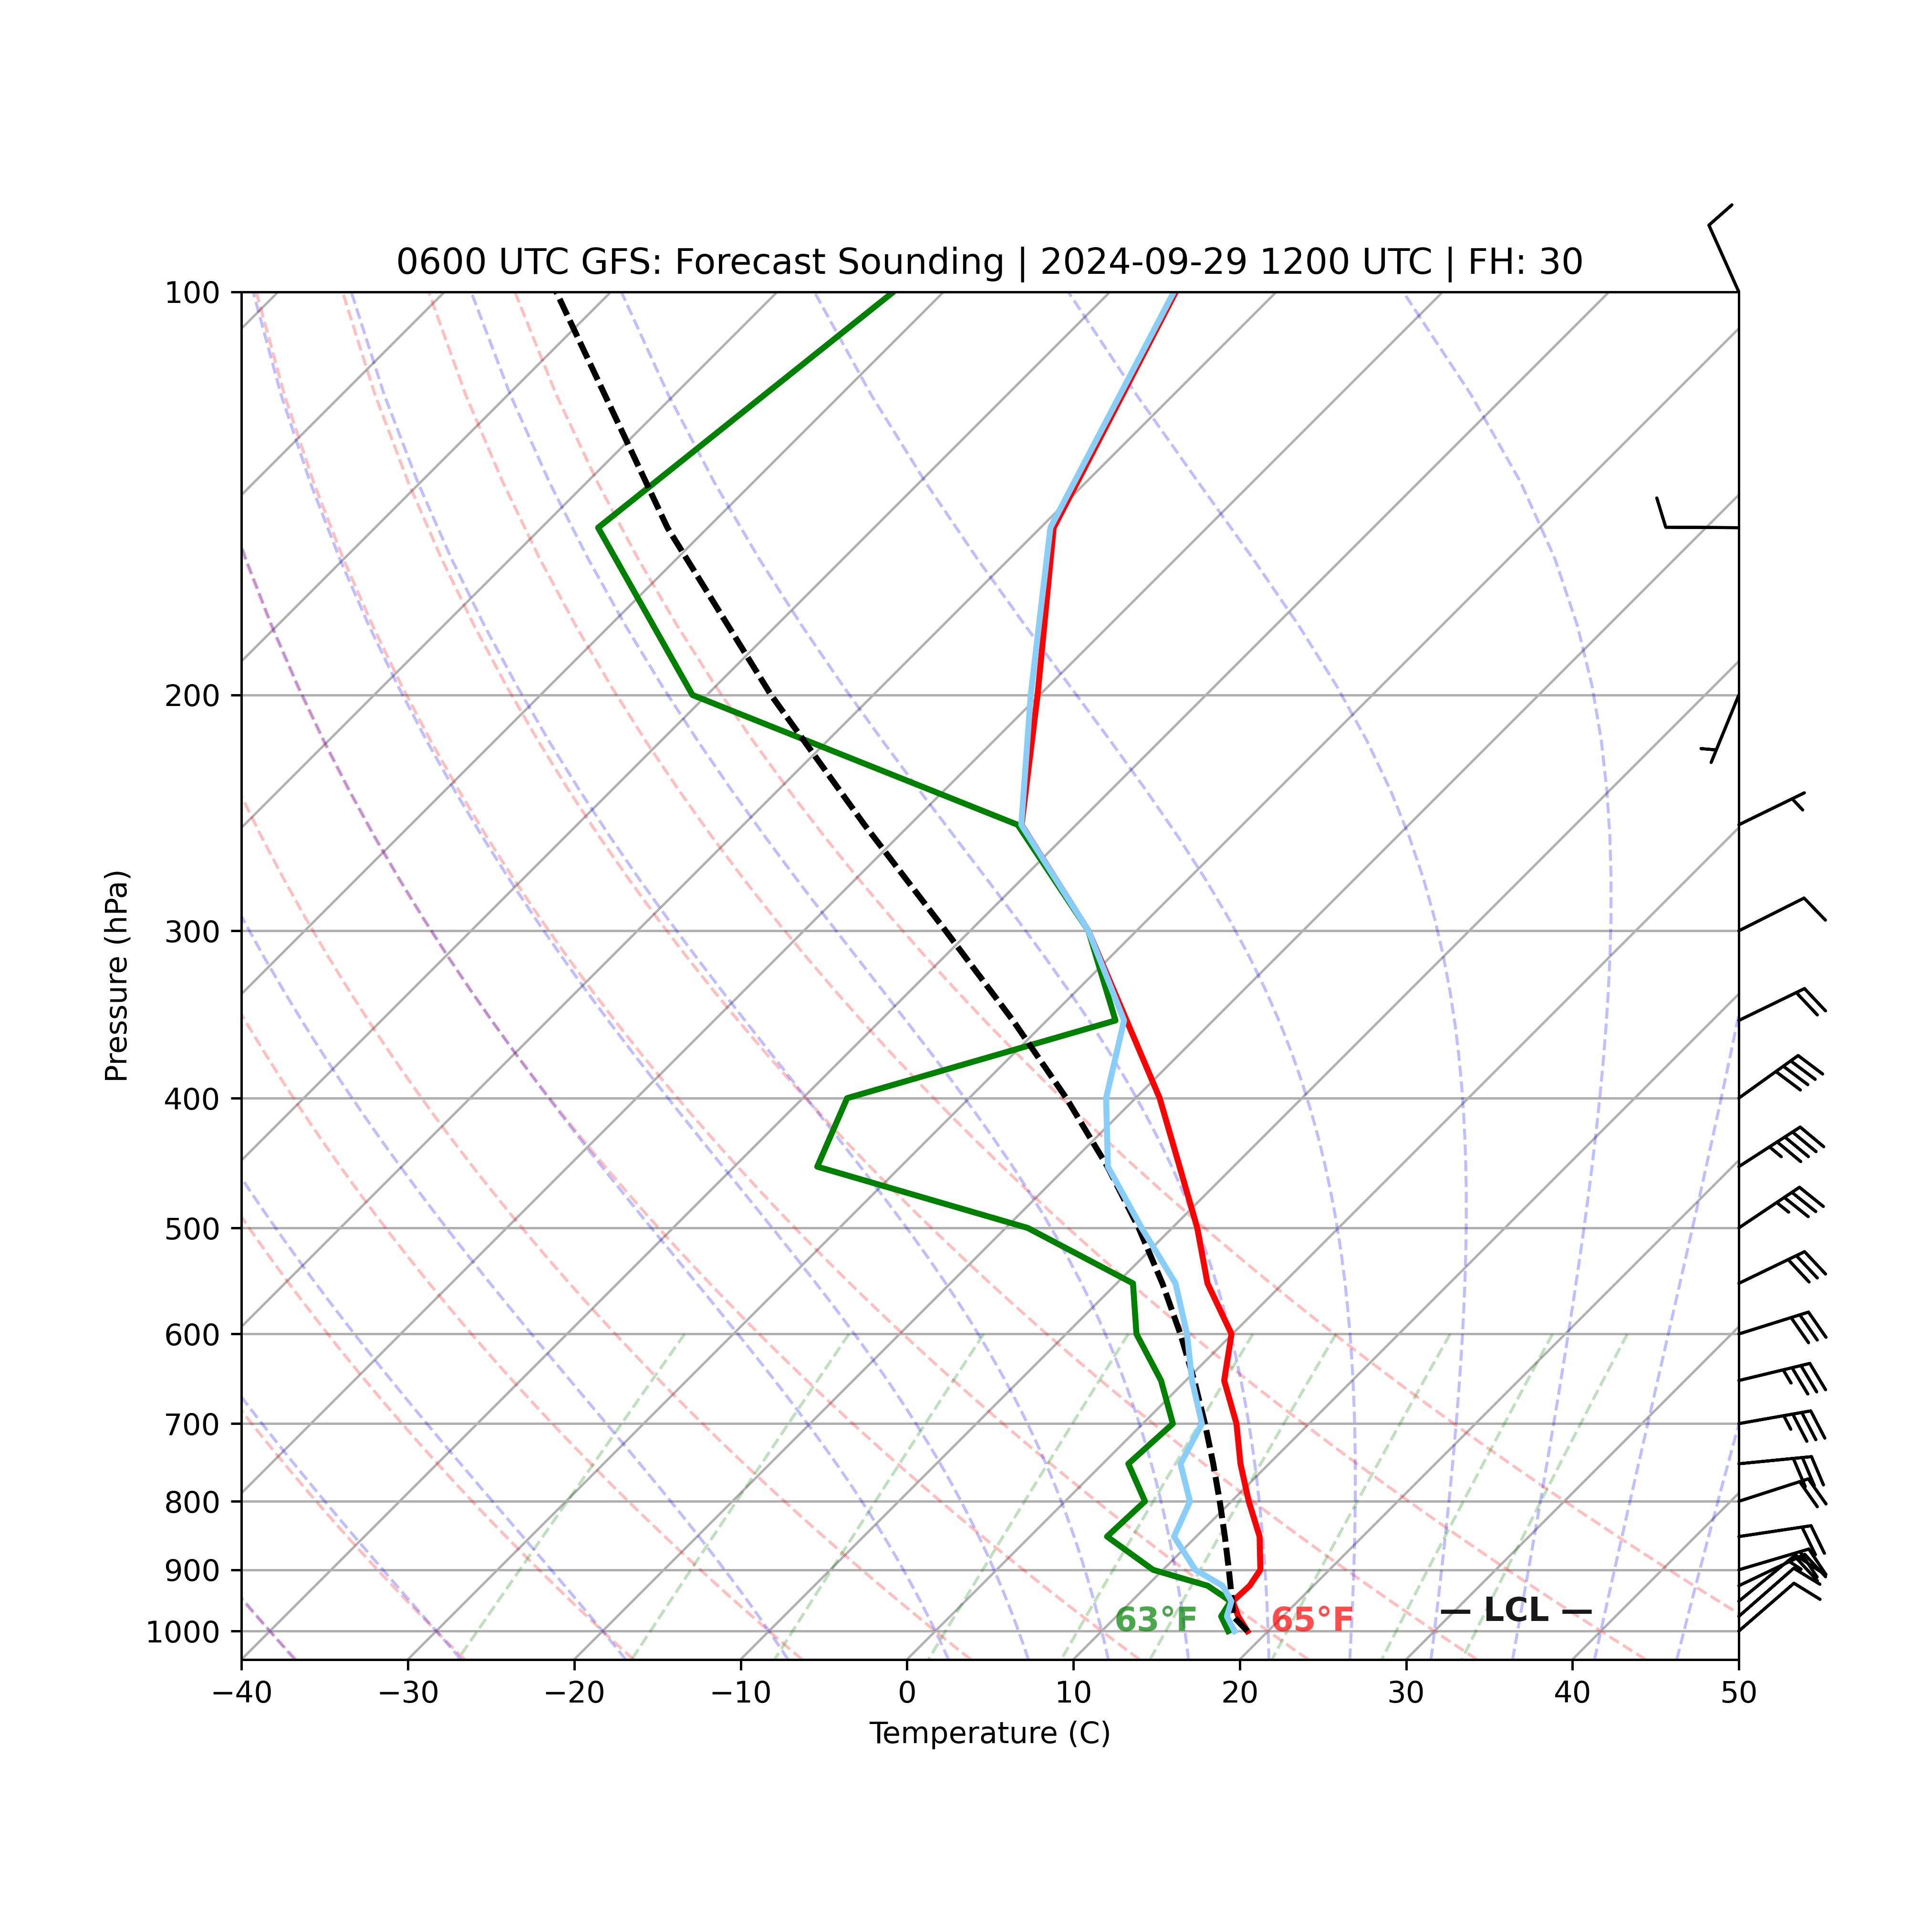 0600 UTC GFS: Forecast Sounding | 2024-09-29 1200 UTC | FH: 30
100
200
300
400
500
600
700
800
900
1000
Pressure (hPa)
63°F
65°F
— LCL —
−40 −30 −20 −10 0 10 20 30 40 50
Temperature (C)